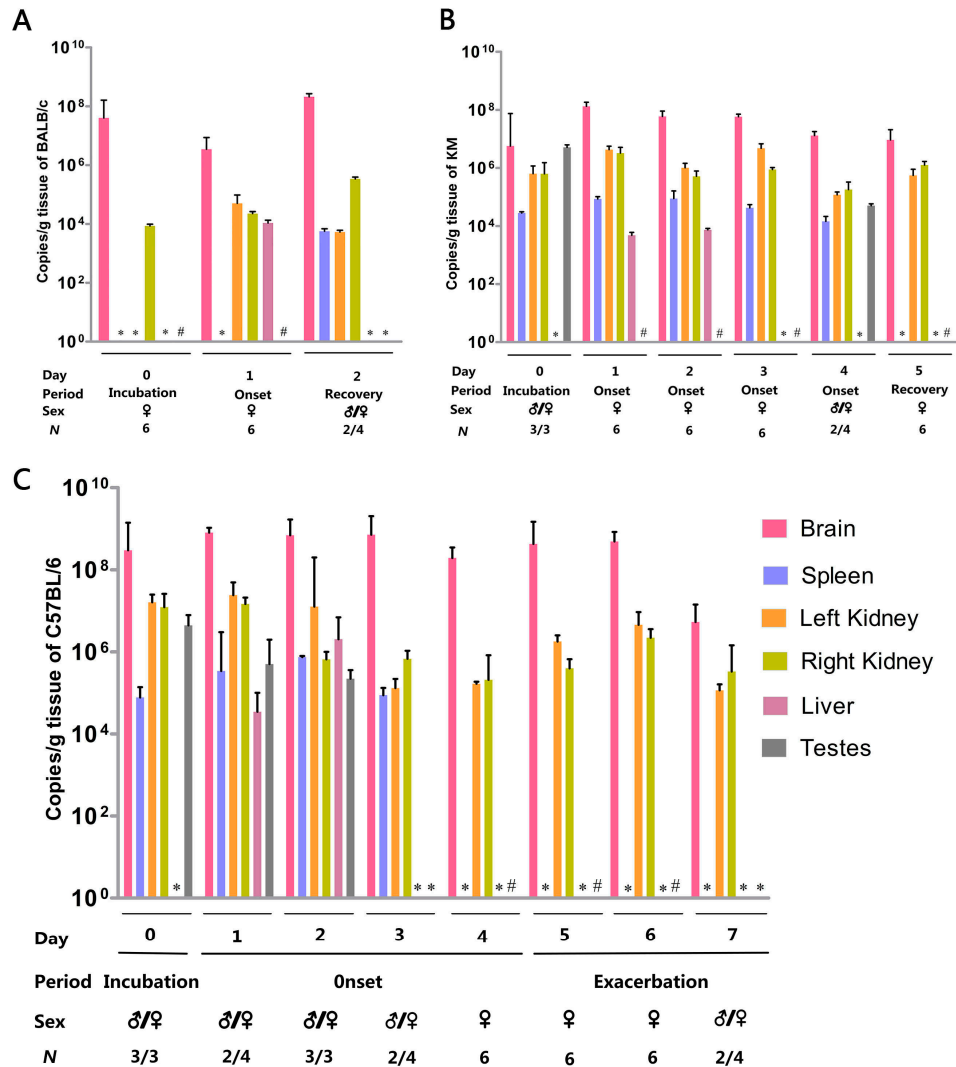 A
Copies/g tissue of BALB/c
10^10
10^8
10^6
10^4
10^2
10^0
* * * #
* #
* *
Day 0 1 2
Period Incubation Onset Recovery
Sex ♀ ♀ ♂/♀
N 6 6 2/4
B
Copies/g tissue of KM
10^10
10^8
10^6
10^4
10^2
10^0
*
#
#
* #
*
* * #
Day 0 1 2 3 4 5
Period Incubation Onset Onset Onset Onset Recovery
Sex ♂/♀ ♀ ♀ ♀ ♂/♀ ♀
N 3/3 6 6 6 2/4 6
C
Copies/g tissue of C57BL/6
10^10
10^8
10^6
10^4
10^2
10^0
*
* *
* * #
* * #
* * #
* * *
Day 0 1 2 3 4 5 6 7
Period Incubation 0nset Exacerbation
Sex ♂/♀ ♂/♀ ♂/♀ ♂/♀ ♀ ♀ ♀ ♂/♀
N 3/3 2/4 3/3 2/4 6 6 6 2/4
Brain
Spleen
Left Kidney
Right Kidney
Liver
Testes